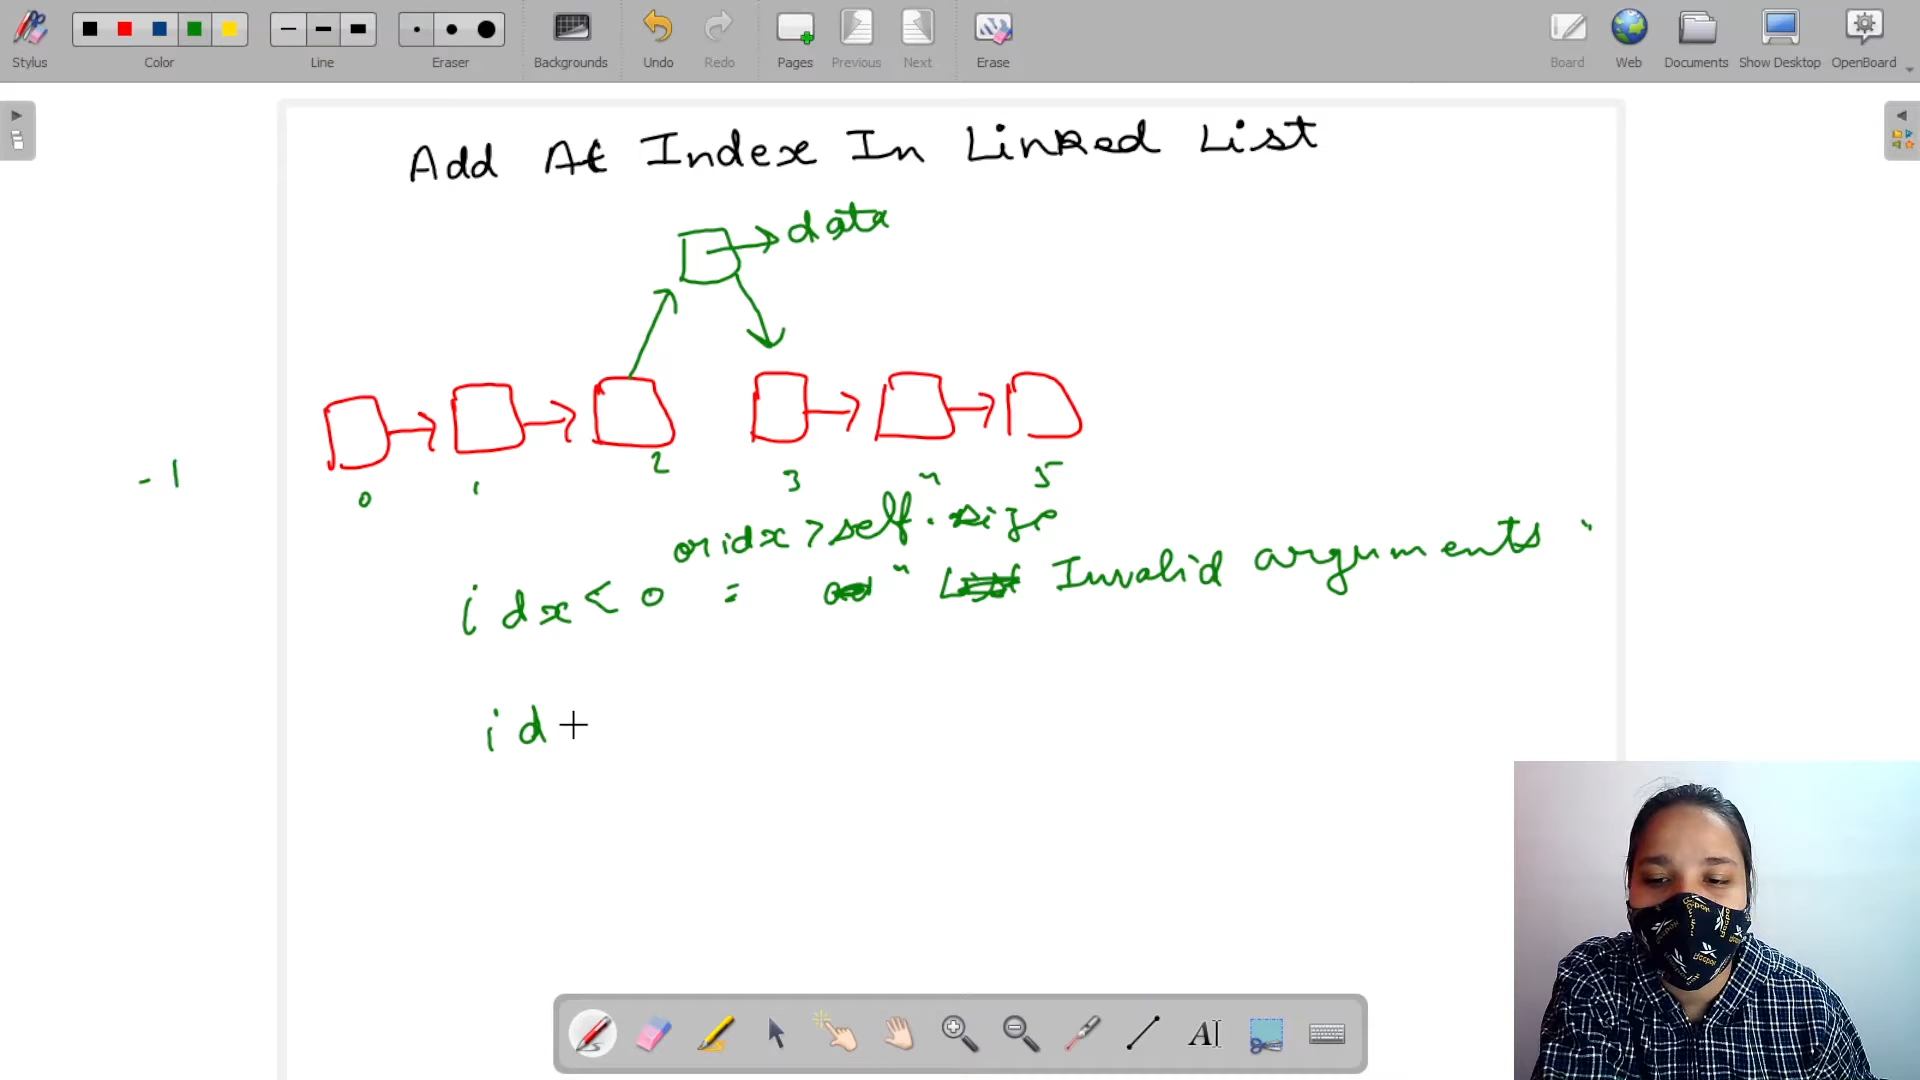 Stylus
Color
Line
Eraser
Backgrounds
Undo
Redo
Pages
Previous
Next
Erase
Board
Web
Documents
Show Desktop
OpenBoard
Add At Index In Linked List
data
-1
0 1 2 3 4 5
or idx > self.size
idx < 0 = " Invalid arguments "
id